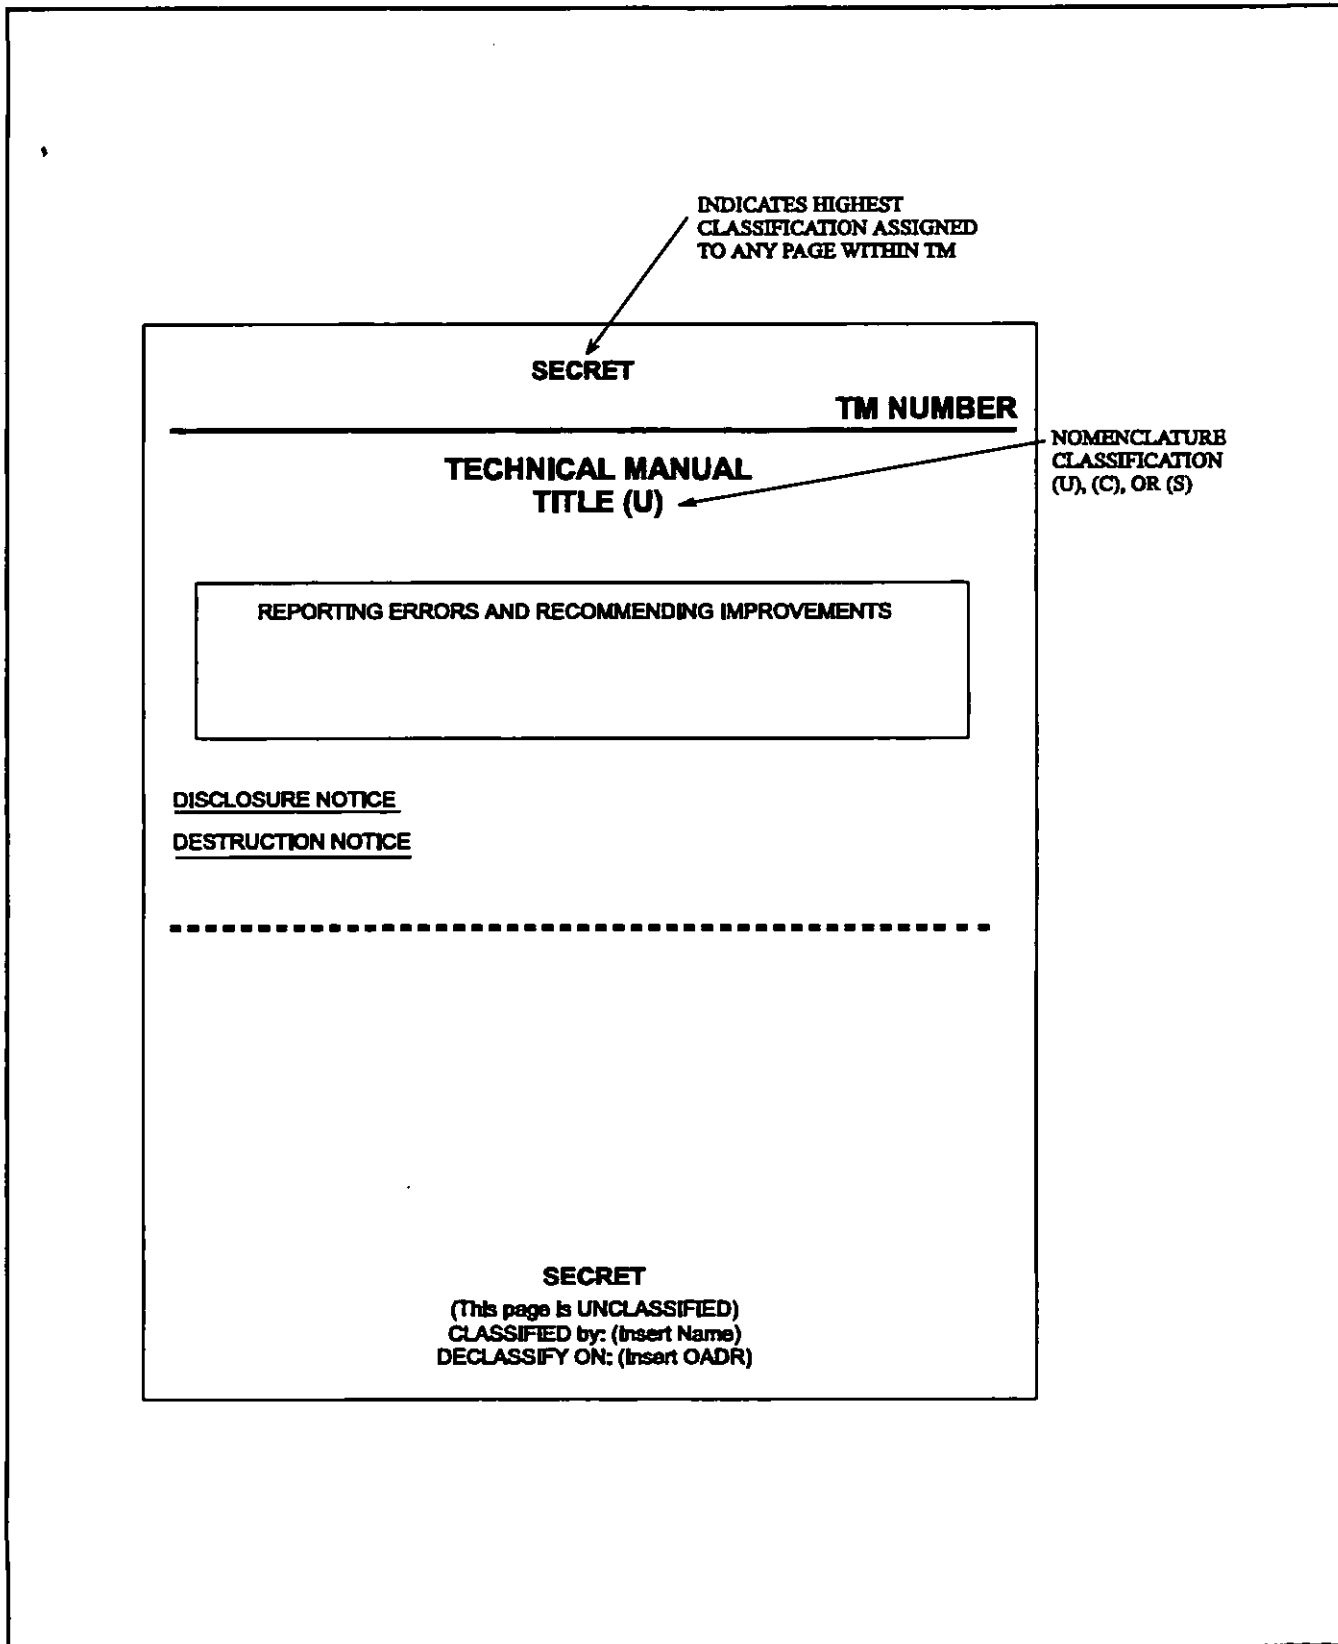 INDICATES HIGHEST
CLASSIFICATION ASSIGNED
TO ANY PAGE WITHIN TM
SECRET
TM NUMBER
NOMENCLATURE
CLASSIFICATION
(U), (C), OR (S)
TECHNICAL MANUAL
TITLE (U)
REPORTING ERRORS AND RECOMMENDING IMPROVEMENTS
DISCLOSURE NOTICE
DESTRUCTION NOTICE
SECRET
(This page is UNCLASSIFIED)
CLASSIFIED by: (Insert Name)
DECLASSIFY ON: (Insert OADR)